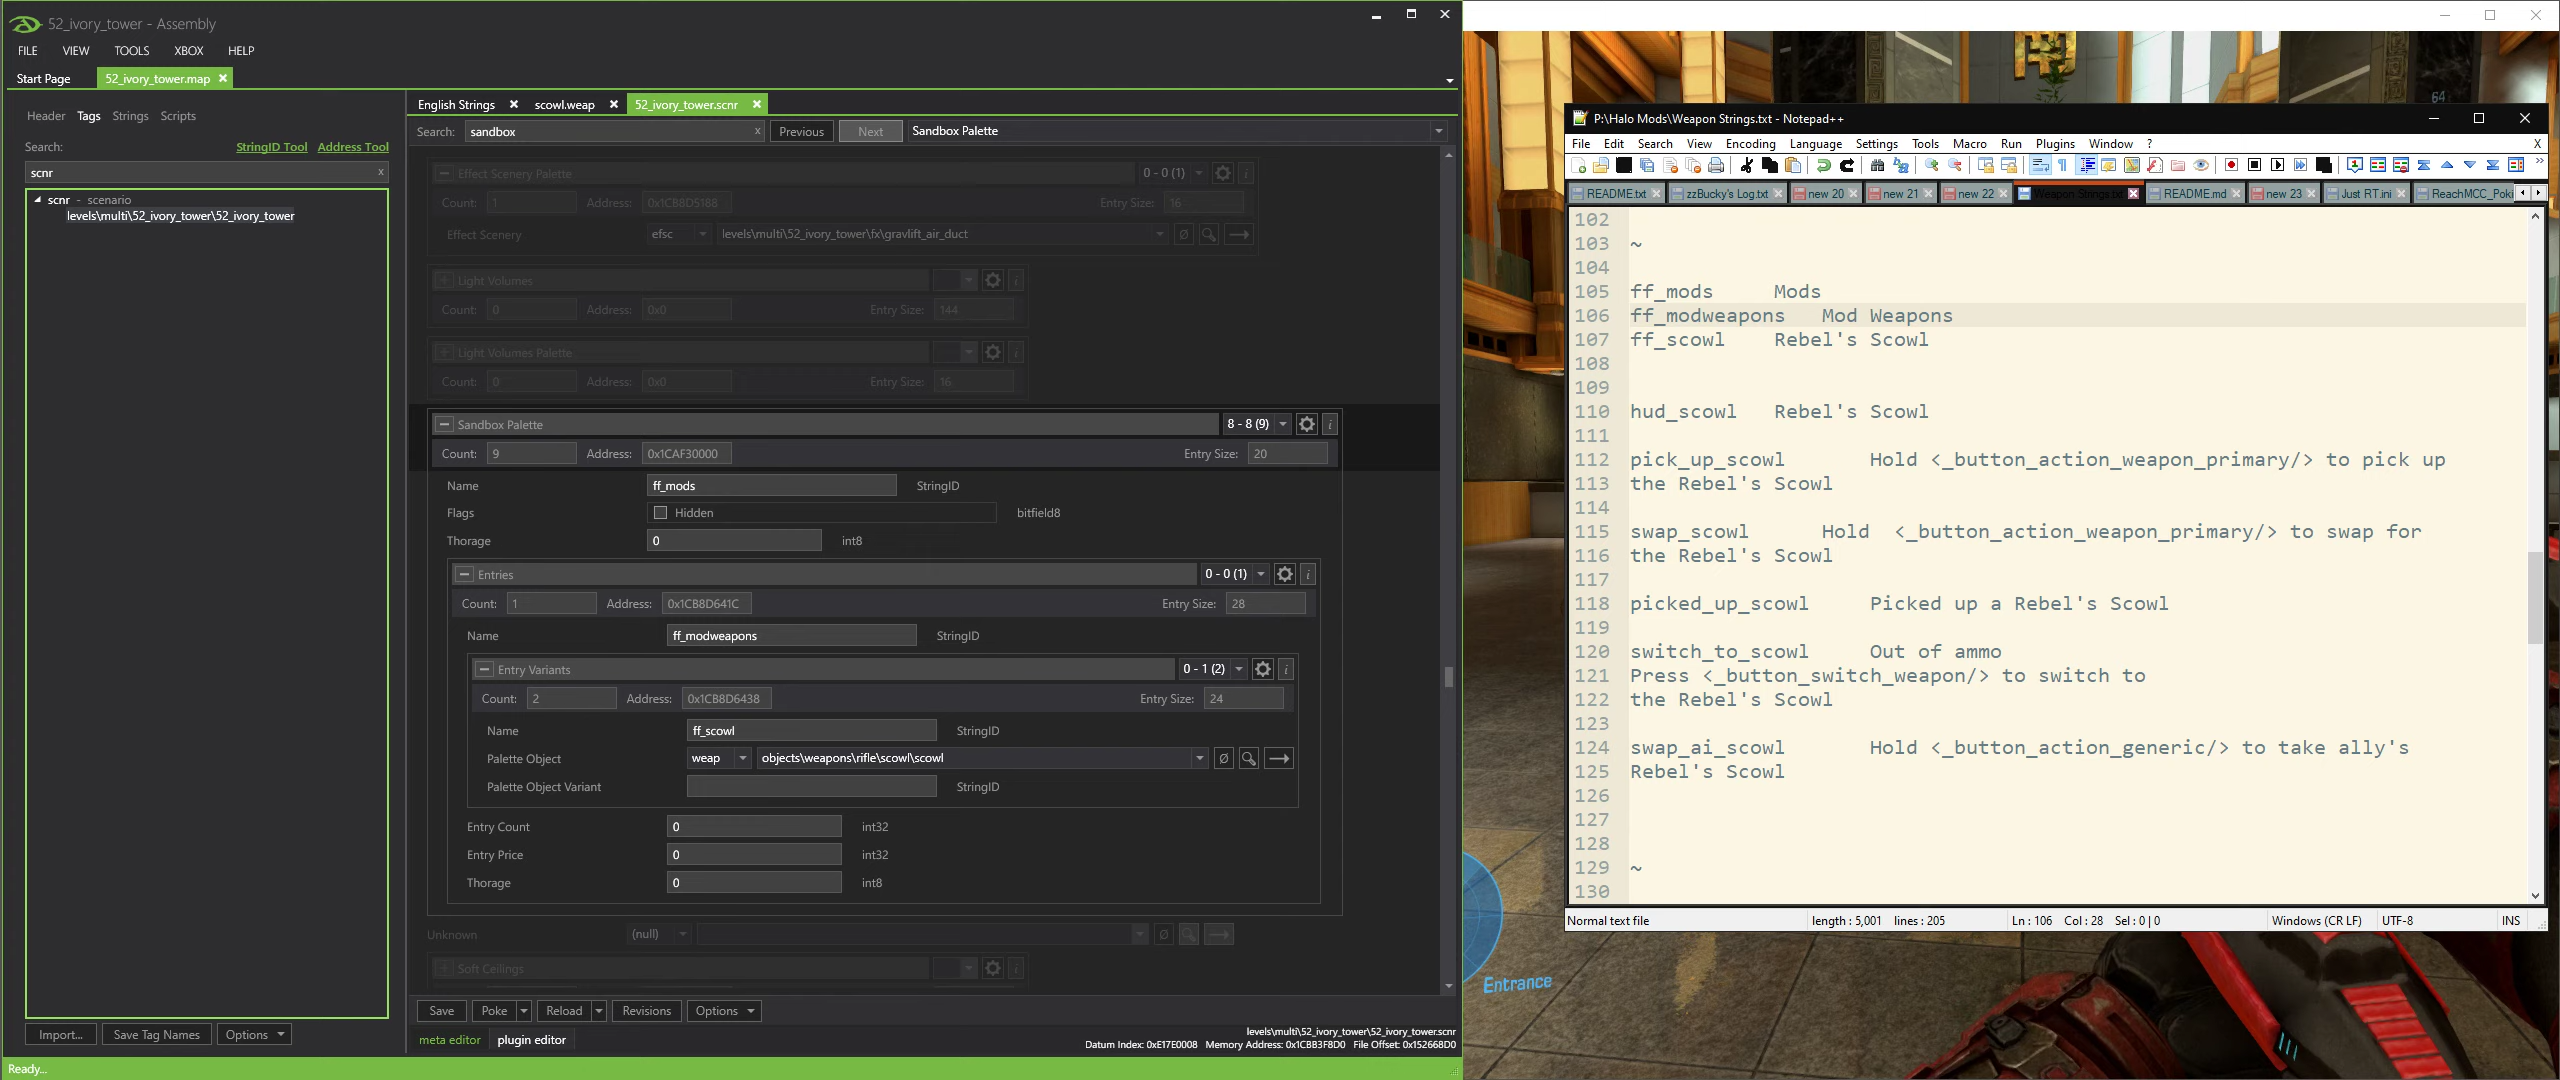 52_ivory_tower - Assembly
FILE VIEW TOOLS XBOX HELP
Start Page 52_ivory_tower.map
Header Tags Strings Scripts
Search: StringID Tool Address Tool
scnr x
scnr - scenario
levels\multi\52_ivory_tower\52_ivory_tower
Import... Save Tag Names Options
Ready...
English Strings scowl.weap 52_ivory_tower.scnr
Search: sandbox x Previous Next Sandbox Palette
Effect Scenery Palette 0 - 0 (1) i
Count: 1 Address: 0x1CB8D5188 Entry Size: 16
Effect Scenery efsc levels\multi\52_ivory_tower\fx\gravlift_air_duct
Light Volumes i
Count: 0 Address: 0x0 Entry Size: 144
Light Volumes Palette i
Count: 0 Address: 0x0 Entry Size: 16
Sandbox Palette 8 - 8 (9) i
Count: 9 Address: 0x1CAF30000 Entry Size: 20
Name ff_mods StringID
Flags Hidden bitfield8
Thorage 0 int8
Entries 0 - 0 (1) i
Count: 1 Address: 0x1CB8D641C Entry Size: 28
Name ff_modweapons StringID
Entry Variants 0 - 1 (2) i
Count: 2 Address: 0x1CB8D6438 Entry Size: 24
Name ff_scowl StringID
Palette Object weap objects\weapons\rifle\scowl\scowl
Palette Object Variant StringID
Entry Count 0 int32
Entry Price 0 int32
Thorage 0 int8
Unknown (null)
Soft Ceilings i
Save Poke Reload Revisions Options
meta editor plugin editor
levels\multi\52_ivory_tower\52_ivory_tower.scnr
Datum Index: 0xE17E0008 Memory Address: 0x1CBB3F8D0 File Offset: 0x152668D0
64
P:\Halo Mods\Weapon Strings.txt - Notepad++
File Edit Search View Encoding Language Settings Tools Macro Run Plugins Window ? X
README.txt zzBucky's Log.txt new 20 new 21 new 22 Weapon Strings.txt README.md new 23 Just RT.ini ReachMCC_Poki
102
103 ~
104
105 ff_mods Mods
106 ff_modweapons Mod Weapons
107 ff_scowl Rebel's Scowl
108
109
110 hud_scowl Rebel's Scowl
111
112 pick_up_scowl Hold <_button_action_weapon_primary/> to pick up
113 the Rebel's Scowl
114
115 swap_scowl Hold <_button_action_weapon_primary/> to swap for
116 the Rebel's Scowl
117
118 picked_up_scowl Picked up a Rebel's Scowl
119
120 switch_to_scowl Out of ammo
121 Press <_button_switch_weapon/> to switch to
122 the Rebel's Scowl
123
124 swap_ai_scowl Hold <_button_action_generic/> to take ally's
125 Rebel's Scowl
126
127
128
129 ~
130
Normal text file length : 5,001 lines : 205 Ln : 106 Col : 28 Sel : 0 | 0 Windows (CR LF) UTF-8 INS
Entrance